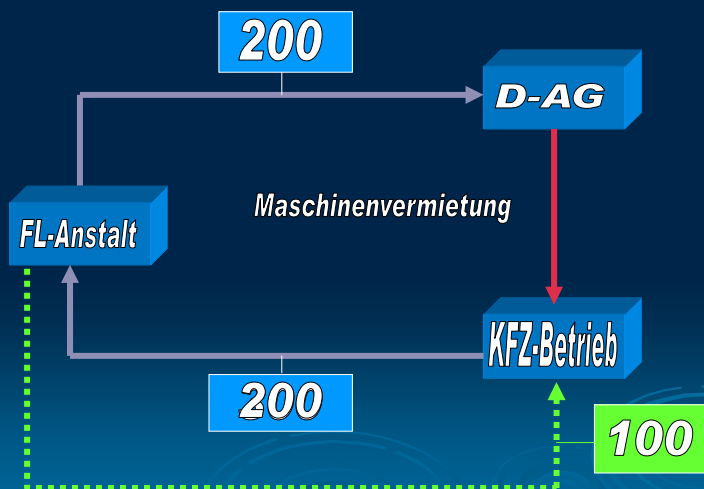 200
D-AG
Maschinenvermietung
FL-Anstalt
KFZ-Betrieb
200
100